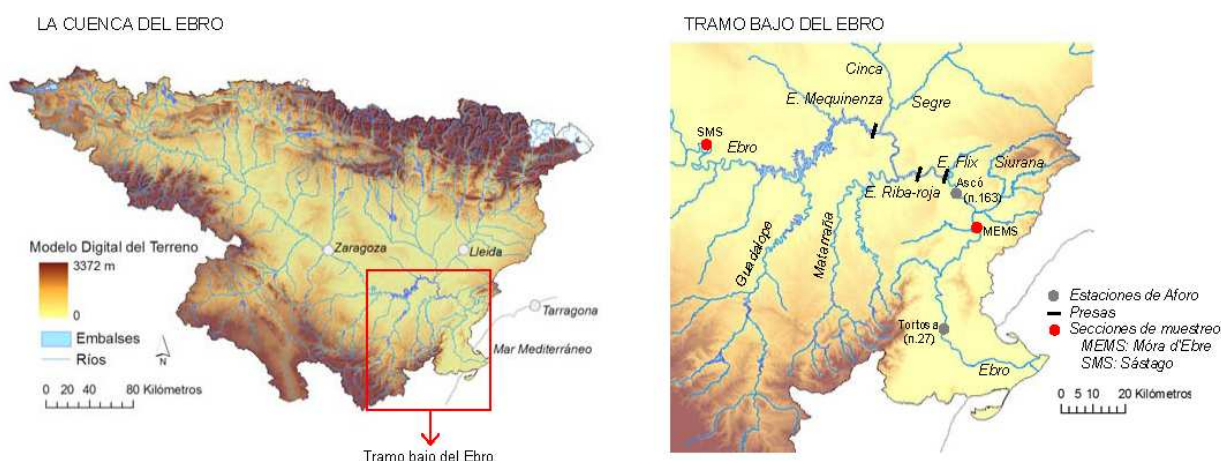 LA CUENCA DEL EBRO
Modelo Digital del Terreno
3372 m
0
Embalses
Ríos
N
0 20 40 80 Kilómetros
Zaragoza
Lleida
Tarragona
Mar Mediterráneo
Tramo bajo del Ebro
TRAMO BAJO DEL EBRO
Cinca
E. Mequinenza
Segre
SMS
Ebro
E. Flix
Siurana
Ascó
(n.163)
E. Riba-roja
MEMS
Guadalope
Matarraña
Tortosa
(n.27)
Ebro
Estaciones de Aforo
Presas
Secciones de muestreo
MEMS: Móra d'Ebre
SMS: Sástago
0 5 10 20 Kilómetros